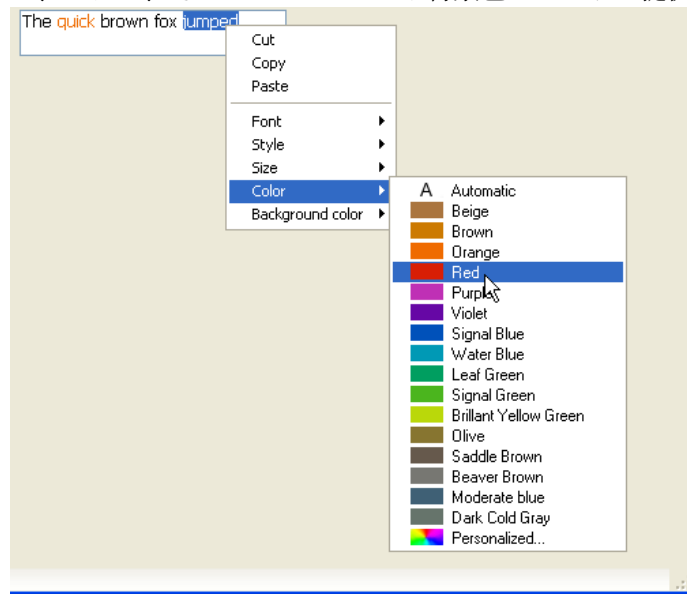 The quick brown fox jumped
Cut
Copy
Paste
Font
Style
Size
Color
Background color
A Automatic
Beige
Brown
Orange
Red
Purple
Violet
Signal Blue
Water Blue
Leaf Green
Signal Green
Brillant Yellow Green
Olive
Saddle Brown
Beaver Brown
Moderate blue
Dark Cold Gray
Personalized...